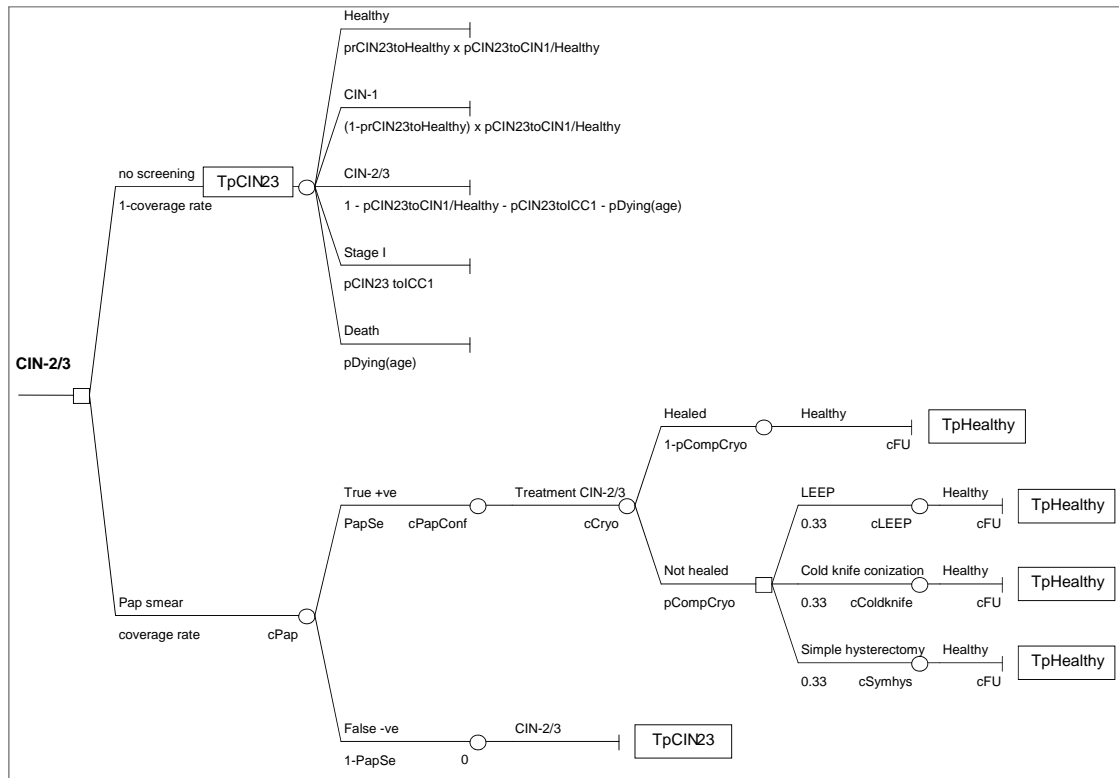 Healthy
prCIN23toHealthy x pCIN23toCIN1/Healthy
CIN-1
(1-prCIN23toHealthy) x pCIN23toCIN1/Healthy
no screening
TpCIN23
1-coverage rate
CIN-2/3
1 - pCIN23toCIN1/Healthy - pCIN23toICC1 - pDying(age)
Stage I
pCIN23 toICC1
Death
pDying(age)
CIN-2/3
Healed
Healthy
TpHealthy
1-pCompCryo
cFU
True +ve
Treatment CIN-2/3
PapSe
cPapConf
cCryo
LEEP
Healthy
TpHealthy
0.33
cLEEP
cFU
Not healed
pCompCryo
Cold knife conization
Healthy
TpHealthy
0.33
cColdknife
cFU
Pap smear
coverage rate
cPap
Simple hysterectomy
Healthy
TpHealthy
0.33
cSymhys
cFU
False -ve
CIN-2/3
TpCIN23
1-PapSe
0